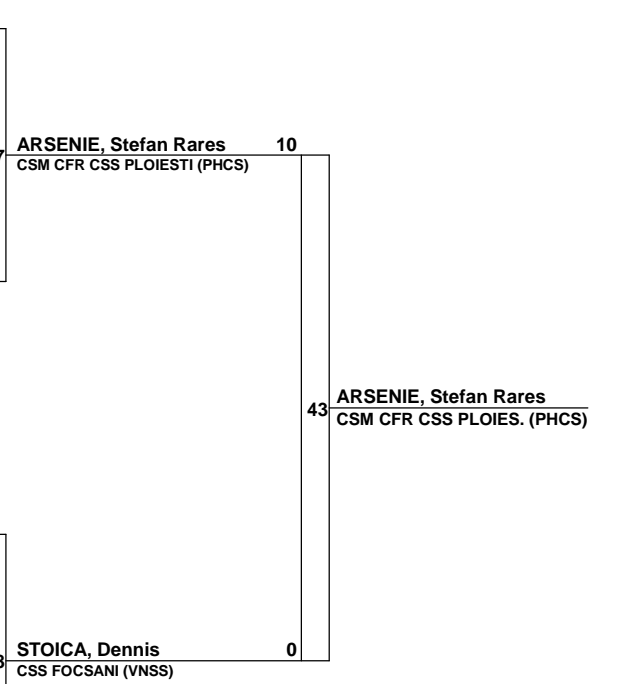 ARSENIE, Stefan Rares 10
CSM CFR CSS PLOIESTI (PHCS)
ARSENIE, Stefan Rares
43
CSM CFR CSS PLOIES. (PHCS)
STOICA, Dennis 0
CSS FOCSANI (VNSS)